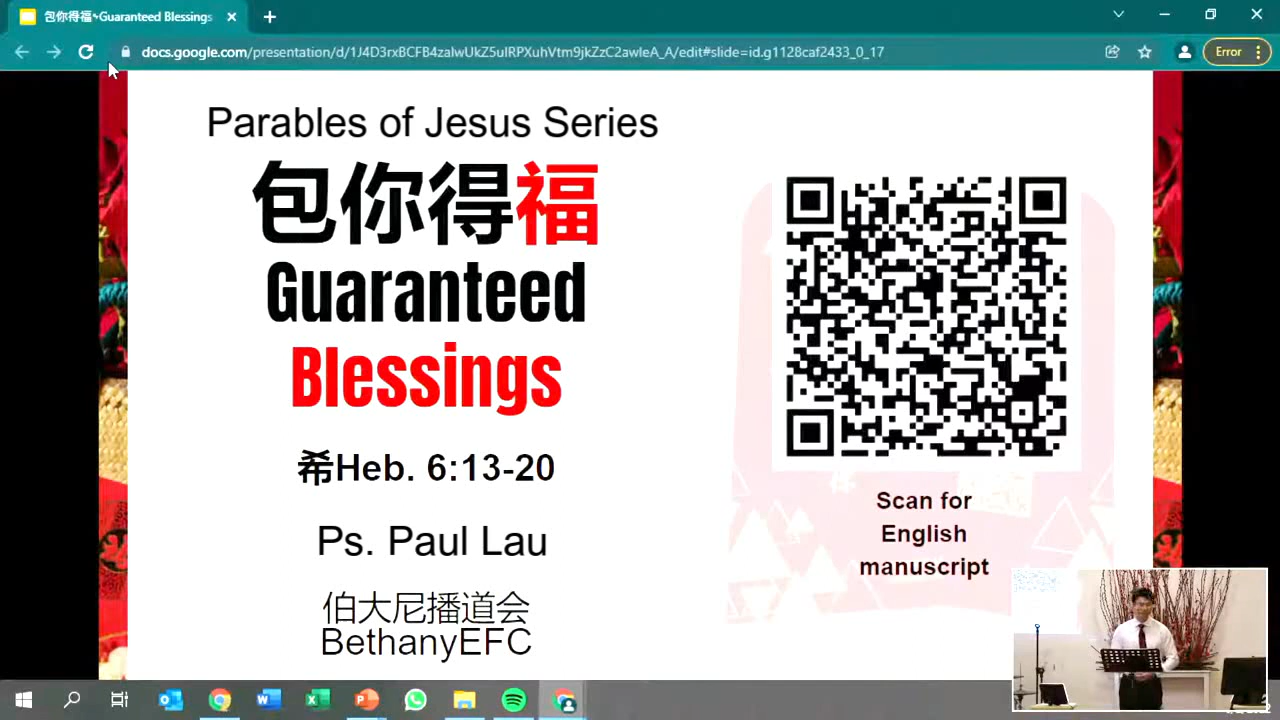 包你得福~Guaranteed Blessings
docs.google.com/presentation/d/1J4D3rxBCFB4zalwUkZ5uIRPXuhVtm9jkZzC2awleA_A/edit#slide=id.g1128caf2433_0_17
Error
Parables of Jesus Series
包你得福
Guaranteed
Blessings
希Heb. 6:13-20
Ps. Paul Lau
伯大尼播道会
BethanyEFC
Scan for
English
manuscript